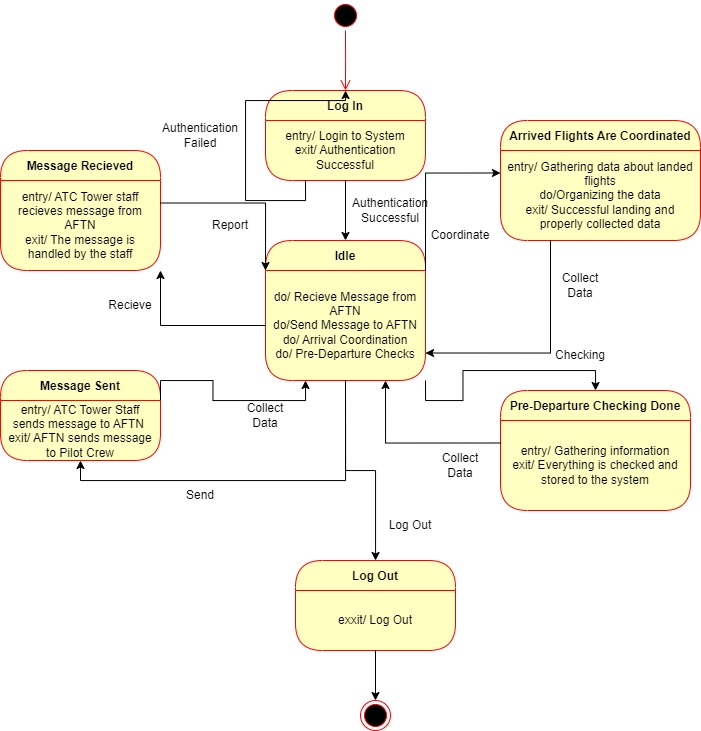 Log In
entry/ Login to System
exit/ Authentication
Successful
Authentication
Failed
Authentication
Successful
Arrived Flights Are Coordinated
entry/ Gathering data about landed
flights
do/Organizing the data
exit/ Successful landing and
properly collected data
Message Recieved
entry/ ATC Tower staff
recieves message from
AFTN
exit/ The message is
handled by the staff
Report
Coordinate
Idle
do/ Recieve Message from
AFTN
do/Send Message to AFTN
do/ Arrival Coordination
do/ Pre-Departure Checks
Collect
Data
Recieve
Checking
Message Sent
entry/ ATC Tower Staff
sends message to AFTN
exit/ AFTN sends message
to Pilot Crew
Collect
Data
Pre-Departure Checking Done
entry/ Gathering information
exit/ Everything is checked and
stored to the system
Collect
Data
Send
Log Out
Log Out
exxit/ Log Out